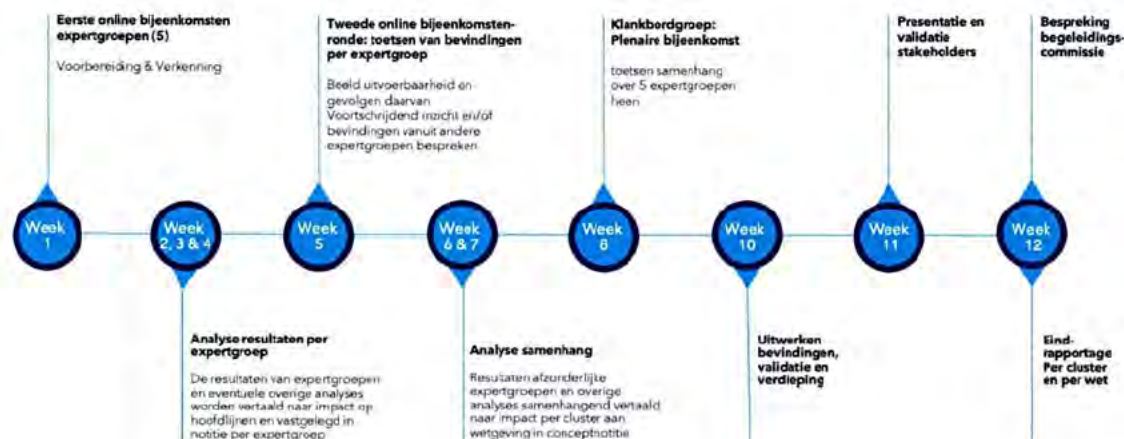 Eerste online bijeenkomsten
expertgroepen (5)
Voorbereiding & Verkenning
Tweede online bijeenkomsten-
ronde: toetsen van bevindingen
per expertgroep
Beeld uitvoerbaarheid en
gevolgen daarvan
Voortschrijdend inzicht en/of
bevindingen vanuit andere
expertgroepen bespreken
Klankbordgroep:
Plenaire bijeenkomst
toetsen samenhang
over 5 expertgroepen
heen
Presentatie en
validatie
stakeholders
Bespreking
begeleidings-
commissie
Week
1
Week
2, 3 & 4
Week
5
Week
6 & 7
Week
8
Week
10
Week
11
Week
12
Analyse resultaten per
expertgroep
De resultaten van expertgroepen
en eventuele overige analyses
worden vertaald naar impact op
hoofdlijnen en vastgelegd in
notitie per expertgroep
Analyse samenhang
Resultaten afzonderlijke
expertgroepen en overige
analyses samenhangend vertaald
naar impact per cluster aan
wetgeving in conceptnotitie
Uitwerken
bevindingen,
validatie en
verdieping
Eind-
rapportage
Per cluster
en per wet